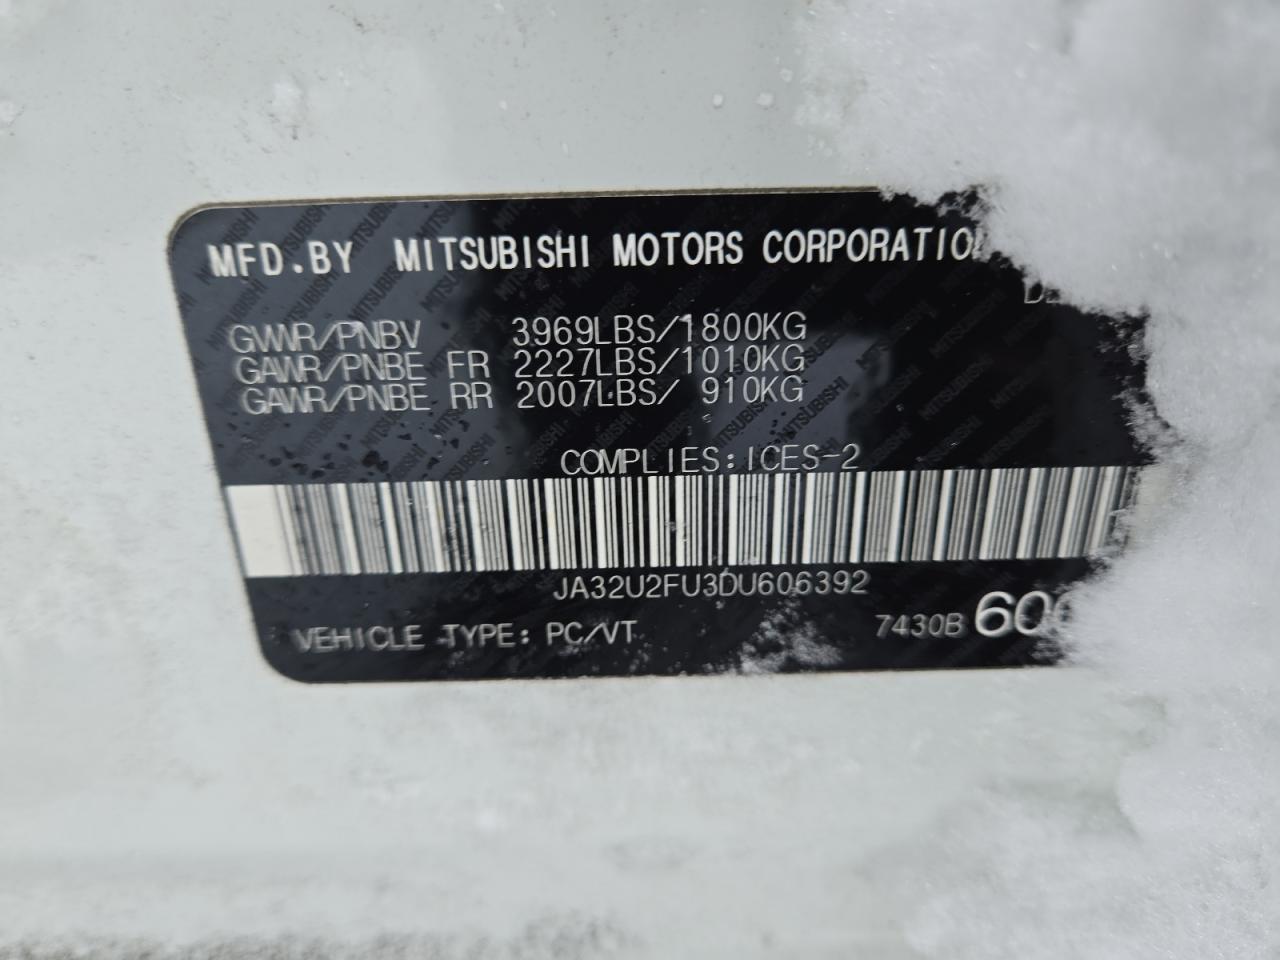 MFD.BY MITSUBISHI MOTORS CORPORATION
GWR/PNBV 3969LBS/1800KG
GAWR/PNBE FR 2227LBS/1010KG
GAWR/PNBE RR 2007LBS/ 910KG
COMPLIES:ICES-2
JA32U2FU3DU606392
VEHICLE TYPE: PC/VT 7430B